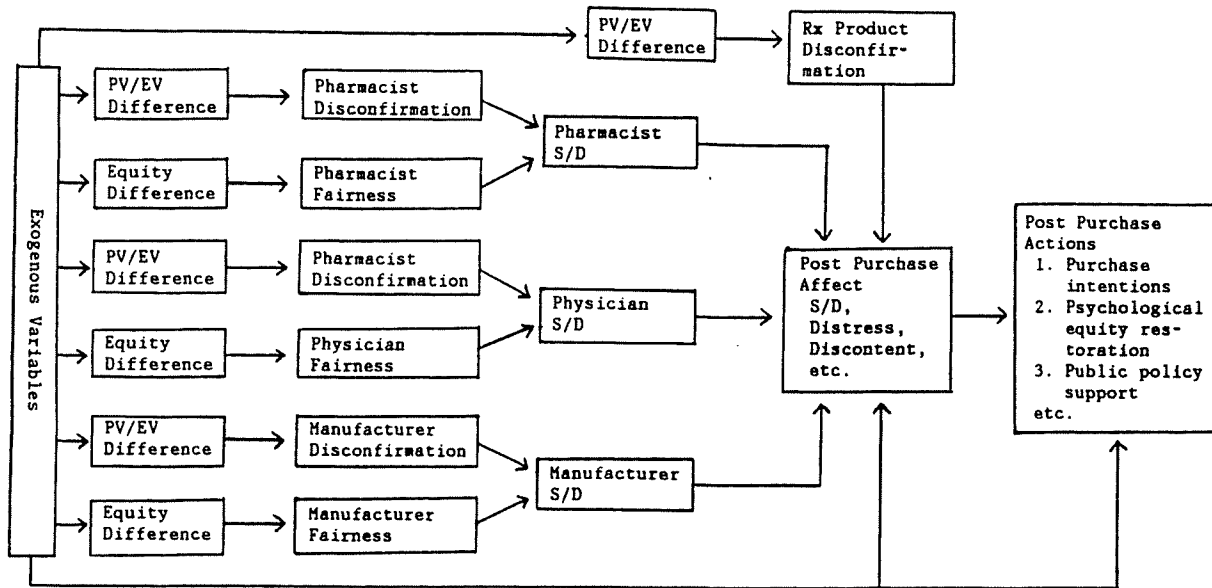 PV/EV
Difference
Rx Product
Disconfir-
mation
Exogenous Variables
PV/EV
Difference
Pharmacist
Disconfirmation
Pharmacist
S/D
Equity
Difference
Pharmacist
Fairness
PV/EV
Difference
Pharmacist
Disconfirmation
Physician
S/D
Equity
Difference
Physician
Fairness
PV/EV
Difference
Manufacturer
Disconfirmation
Manufacturer
S/D
Equity
Difference
Manufacturer
Fairness
Post Purchase
Affect
S/D,
Distress,
Discontent,
etc.
Post Purchase
Actions
1. Purchase
intentions
2. Psychological
equity res-
toration
3. Public policy
support
etc.